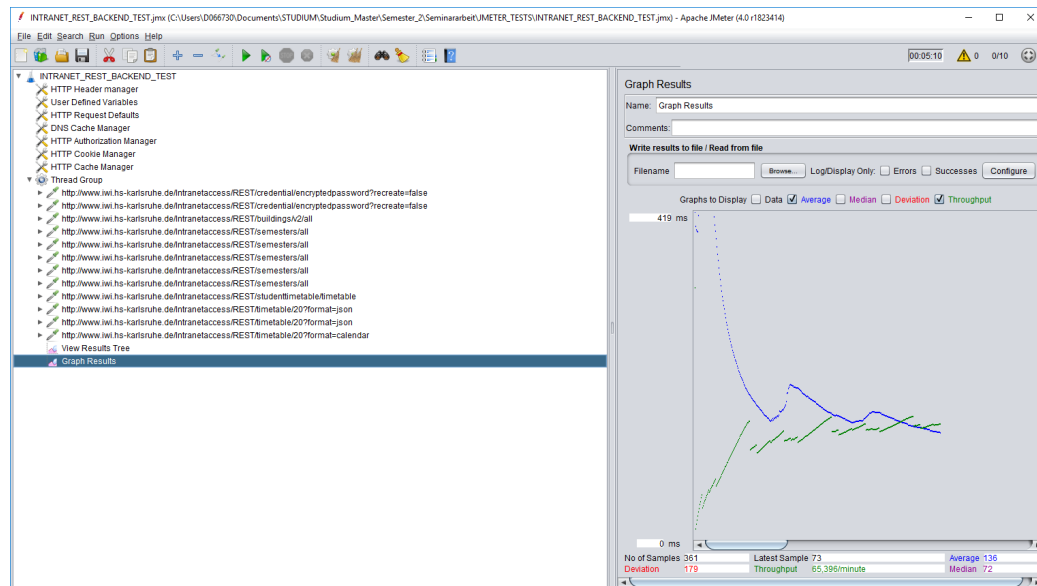 INTRANET_REST_BACKEND_TEST.jmx (C:\Users\D066730\Documents\STUDIUM\Studium_Master\Semester_2\Seminararbeit\JMETER_TESTS\INTRANET_REST_BACKEND_TEST.jmx) - Apache JMeter (4.0 r1823414)
File Edit Search Run Options Help
00:05:10 0 0/10
INTRANET_REST_BACKEND_TEST
HTTP Header manager
User Defined Variables
HTTP Request Defaults
DNS Cache Manager
HTTP Authorization Manager
HTTP Cookie Manager
HTTP Cache Manager
Thread Group
http://www.iwi.hs-karlsruhe.de/Intranetaccess/REST/credential/encryptedpassword?recreate=false
http://www.iwi.hs-karlsruhe.de/Intranetaccess/REST/credential/encryptedpassword?recreate=false
http://www.iwi.hs-karlsruhe.de/Intranetaccess/REST/buildings/v2/all
http://www.iwi.hs-karlsruhe.de/Intranetaccess/REST/semesters/all
http://www.iwi.hs-karlsruhe.de/Intranetaccess/REST/semesters/all
http://www.iwi.hs-karlsruhe.de/Intranetaccess/REST/semesters/all
http://www.iwi.hs-karlsruhe.de/Intranetaccess/REST/semesters/all
http://www.iwi.hs-karlsruhe.de/Intranetaccess/REST/semesters/all
http://www.iwi.hs-karlsruhe.de/Intranetaccess/REST/studenttimetable/timetable
http://www.iwi.hs-karlsruhe.de/Intranetaccess/REST/timetable/20?format=json
http://www.iwi.hs-karlsruhe.de/Intranetaccess/REST/timetable/20?format=json
http://www.iwi.hs-karlsruhe.de/Intranetaccess/REST/timetable/20?format=calendar
View Results Tree
Graph Results
Graph Results
Name: Graph Results
Comments:
Write results to file / Read from file
Filename Browse... Log/Display Only: Errors Successes Configure
Graphs to Display Data Average Median Deviation Throughput
419 ms
0 ms
No of Samples 361 Latest Sample 73 Average 136
Deviation 179 Throughput 65,396/minute Median 72